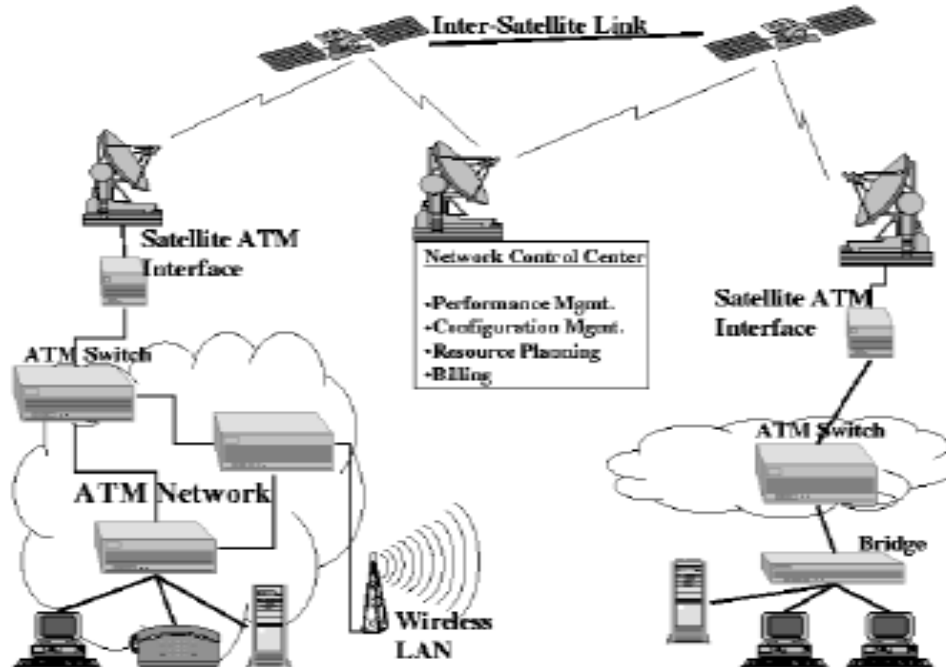 Inter-Satellite Link
Satellite ATM
Interface
Network Control Center
•Performance Mgmt.
•Configuration Mgmt.
•Resource Planning
•Billing
Satellite ATM
Interface
ATM Switch
ATM Switch
ATM Network
Bridge
Wireless
LAN